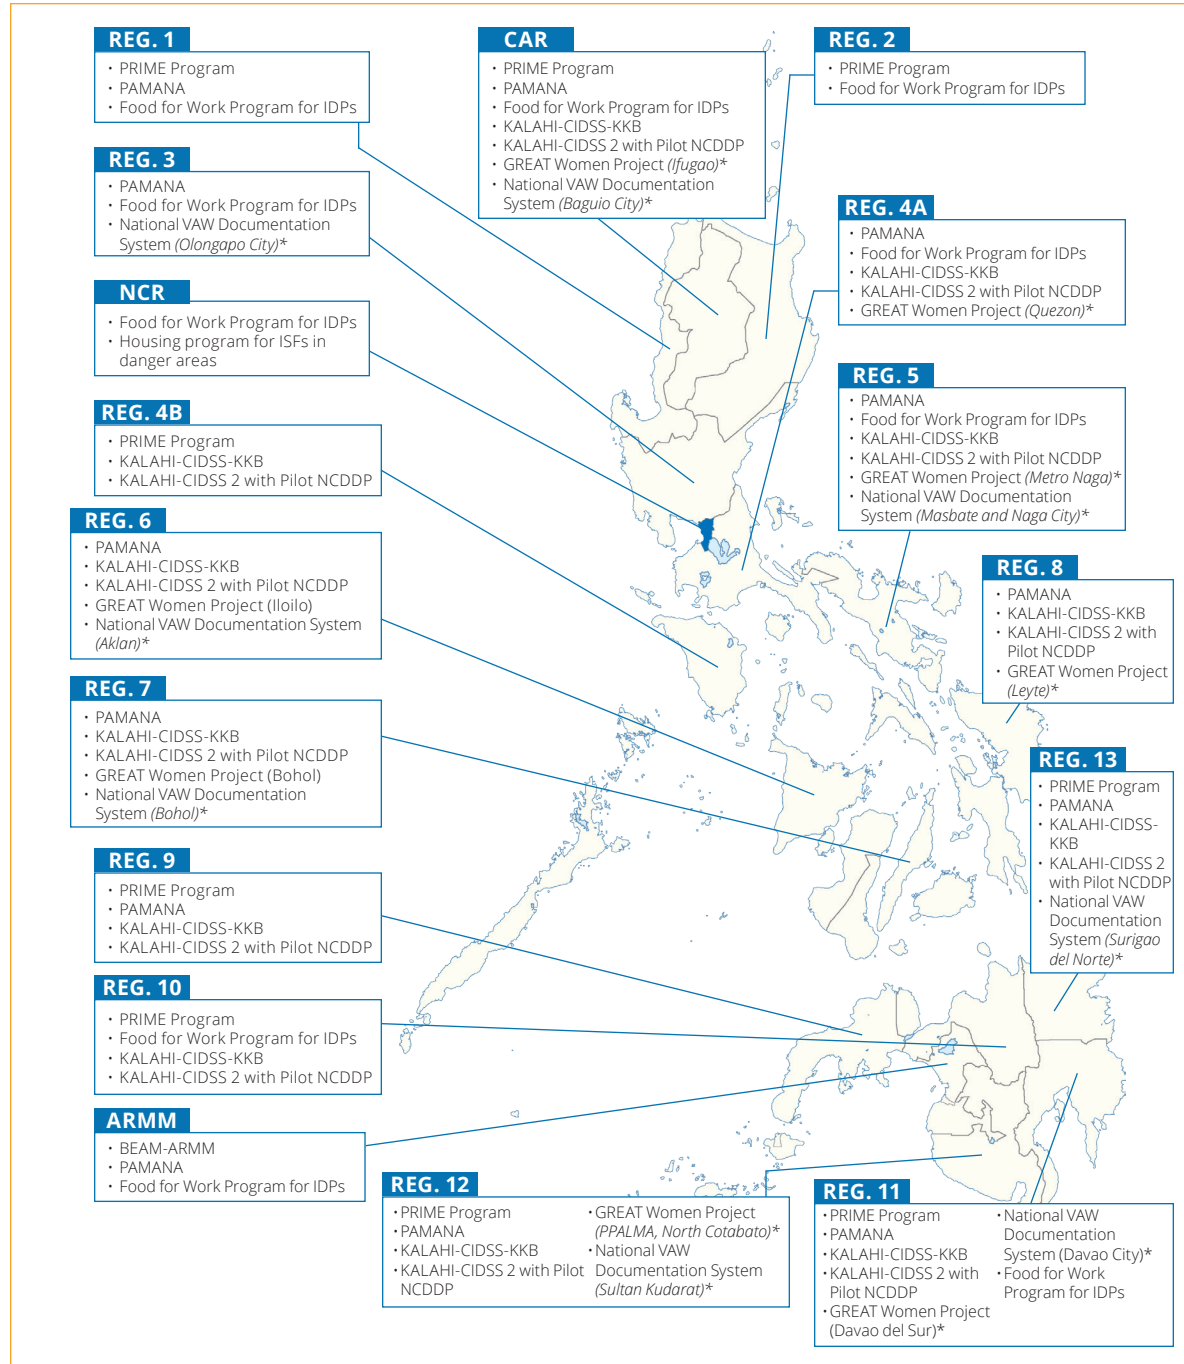 REG. 1
· PRIME Program
· PAMANA
· Food for Work Program for IDPs
CAR
· PRIME Program
· PAMANA
· Food for Work Program for IDPs
· KALAHI-CIDSS-KKB
· KALAHI-CIDSS 2 with Pilot NCDDP
· GREAT Women Project (Ifugao)*
· National VAW Documentation
System (Baguio City)*
REG. 2
· PRIME Program
· Food for Work Program for IDPs
REG. 3
· PAMANA
· Food for Work Program for IDPs
· National VAW Documentation
System (Olongapo City)*
REG. 4A
· PAMANA
· Food for Work Program for IDPs
· KALAHI-CIDSS-KKB
· KALAHI-CIDSS 2 with Pilot NCDDP
· GREAT Women Project (Quezon)*
NCR
· Food for Work Program for IDPs
· Housing program for ISFs in
danger areas
REG. 5
· PAMANA
· Food for Work Program for IDPs
· KALAHI-CIDSS-KKB
· KALAHI-CIDSS 2 with Pilot NCDDP
· GREAT Women Project (Metro Naga)*
· National VAW Documentation
System (Masbate and Naga City)*
REG. 4B
· PRIME Program
· KALAHI-CIDSS-KKB
· KALAHI-CIDSS 2 with Pilot NCDDP
REG. 6
· PAMANA
· KALAHI-CIDSS-KKB
· KALAHI-CIDSS 2 with Pilot NCDDP
· GREAT Women Project (Iloilo)
· National VAW Documentation System
(Aklan)*
REG. 8
· PAMANA
· KALAHI-CIDSS-KKB
· KALAHI-CIDSS 2 with
Pilot NCDDP
· GREAT Women Project
(Leyte)*
REG. 7
· PAMANA
· KALAHI-CIDSS-KKB
· KALAHI-CIDSS 2 with Pilot NCDDP
· GREAT Women Project (Bohol)
· National VAW Documentation
System (Bohol)*
REG. 13
· PRIME Program
· PAMANA
· KALAHI-CIDSS-
KKB
· KALAHI-CIDSS 2
with Pilot NCDDP
· National VAW
Documentation
System (Surigao
del Norte)*
REG. 9
· PRIME Program
· PAMANA
· KALAHI-CIDSS-KKB
· KALAHI-CIDSS 2 with Pilot NCDDP
REG. 10
· PRIME Program
· Food for Work Program for IDPs
· KALAHI-CIDSS-KKB
· KALAHI-CIDSS 2 with Pilot NCDDP
ARMM
· BEAM-ARMM
· PAMANA
· Food for Work Program for IDPs
REG. 12
· PRIME Program
· PAMANA
· KALAHI-CIDSS-KKB
· KALAHI-CIDSS 2 with Pilot
NCDDP
· GREAT Women Project
(PPALMA, North Cotabato)*
· National VAW
Documentation System
(Sultan Kudarat)*
REG. 11
· PRIME Program
· PAMANA
· KALAHI-CIDSS-KKB
· KALAHI-CIDSS 2 with
Pilot NCDDP
· GREAT Women Project
(Davao del Sur)*
· National VAW
Documentation
System (Davao City)*
· Food for Work
Program for IDPs